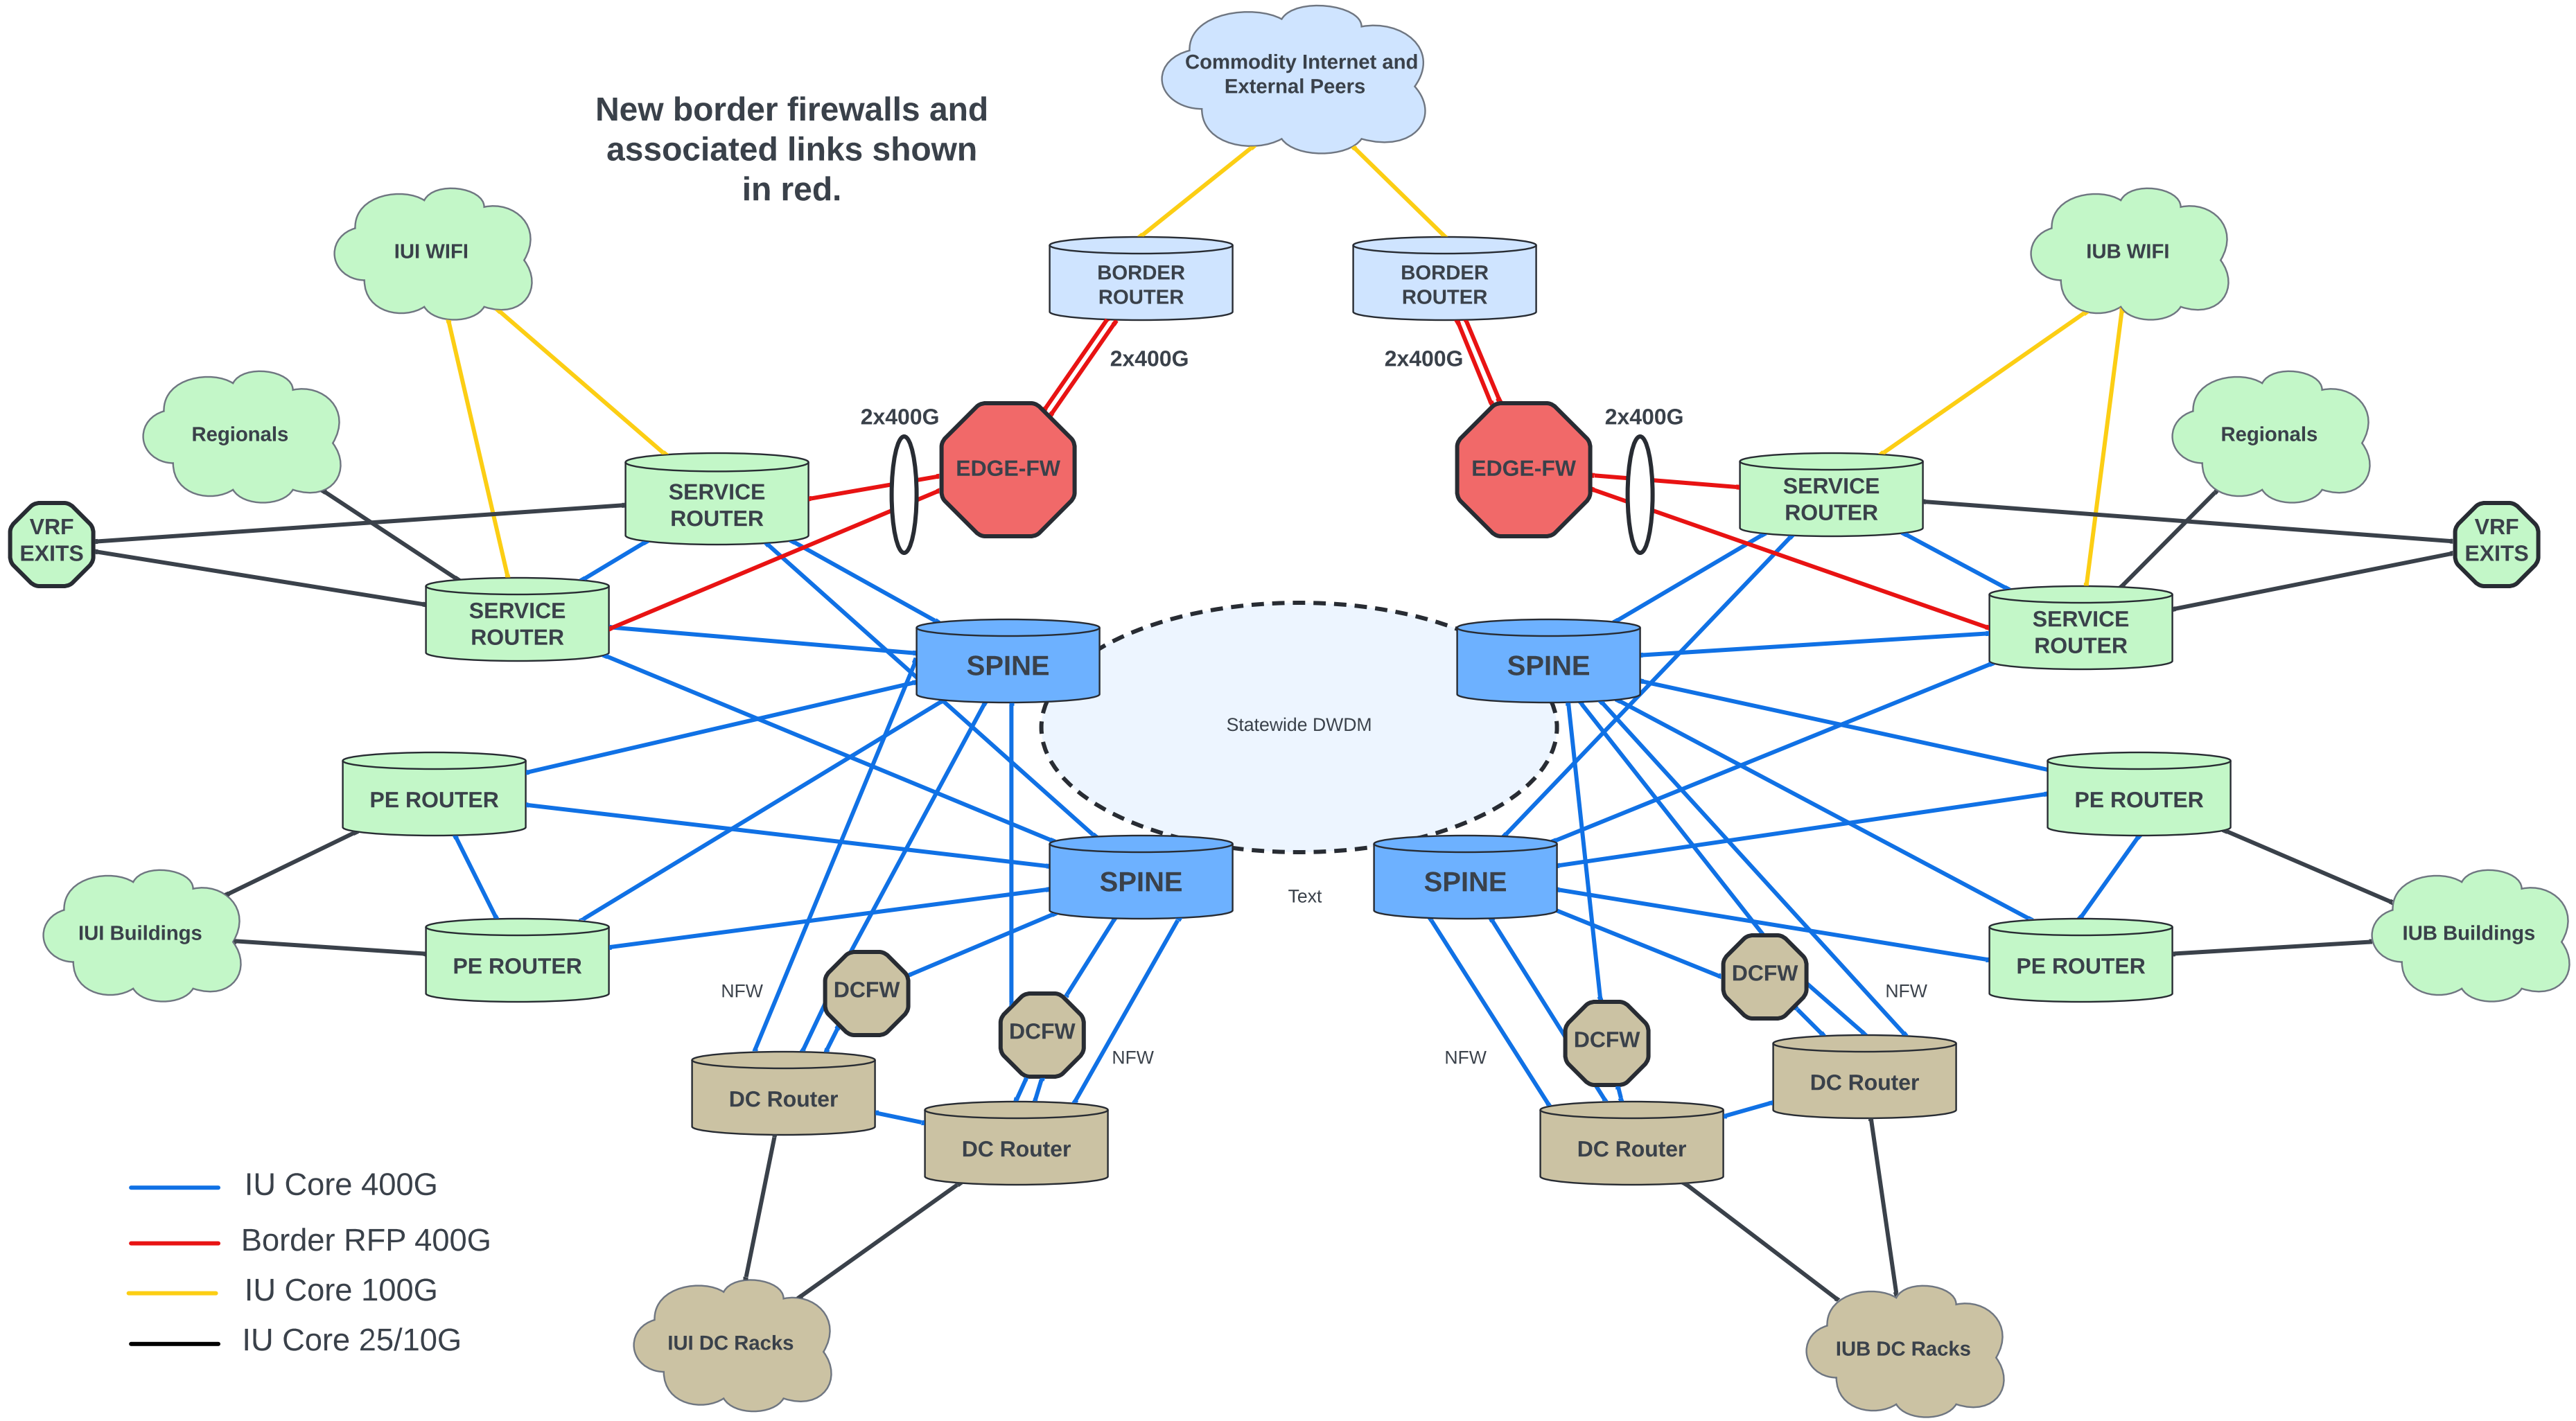 Commodity Internet and
External Peers
New border firewalls and
associated links shown
in red.
IUI WIFI
BORDER
ROUTER
BORDER
ROUTER
IUB WIFI
2x400G
2x400G
2x400G
2x400G
Regionals
EDGE-FW
EDGE-FW
Regionals
SERVICE
ROUTER
SERVICE
ROUTER
VRF
EXITS
VRF
EXITS
SERVICE
ROUTER
SERVICE
ROUTER
SPINE
SPINE
Statewide DWDM
PE ROUTER
PE ROUTER
SPINE
SPINE
Text
IUI Buildings
IUB Buildings
PE ROUTER
PE ROUTER
NFW
DCFW
DCFW
NFW
DCFW
NFW
NFW
DCFW
DC Router
DC Router
DC Router
DC Router
IU Core 400G
Border RFP 400G
IU Core 100G
IU Core 25/10G
IUI DC Racks
IUB DC Racks